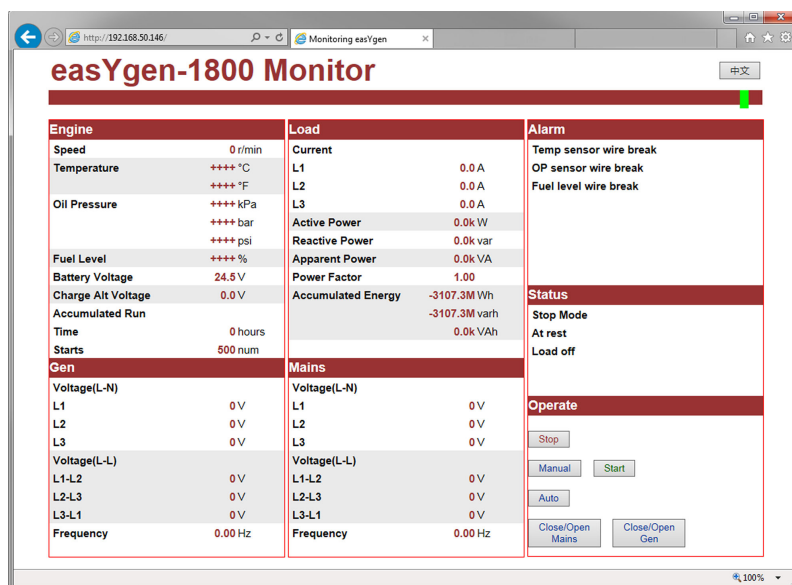 http://192.168.50.146/
Monitoring easYgen
easYgen-1800 Monitor
中文
Engine
Speed 0 r/min
Temperature ++++ °C
++++ °F
Oil Pressure ++++ kPa
++++ bar
++++ psi
Fuel Level ++++ %
Battery Voltage 24.5 V
Charge Alt Voltage 0.0 V
Accumulated Run
Time 0 hours
Starts 500 num
Load
Current
L1 0.0 A
L2 0.0 A
L3 0.0 A
Active Power 0.0k W
Reactive Power 0.0k var
Apparent Power 0.0k VA
Power Factor 1.00
Accumulated Energy -3107.3M Wh
-3107.3M varh
0.0k VAh
Alarm
Temp sensor wire break
OP sensor wire break
Fuel level wire break
Status
Stop Mode
At rest
Load off
Gen
Voltage(L-N)
L1 0 V
L2 0 V
L3 0 V
Voltage(L-L)
L1-L2 0 V
L2-L3 0 V
L3-L1 0 V
Frequency 0.00 Hz
Mains
Voltage(L-N)
L1 0 V
L2 0 V
L3 0 V
Voltage(L-L)
L1-L2 0 V
L2-L3 0 V
L3-L1 0 V
Frequency 0.00 Hz
Operate
Stop
Manual Start
Auto
Close/Open
Mains
Close/Open
Gen
100%